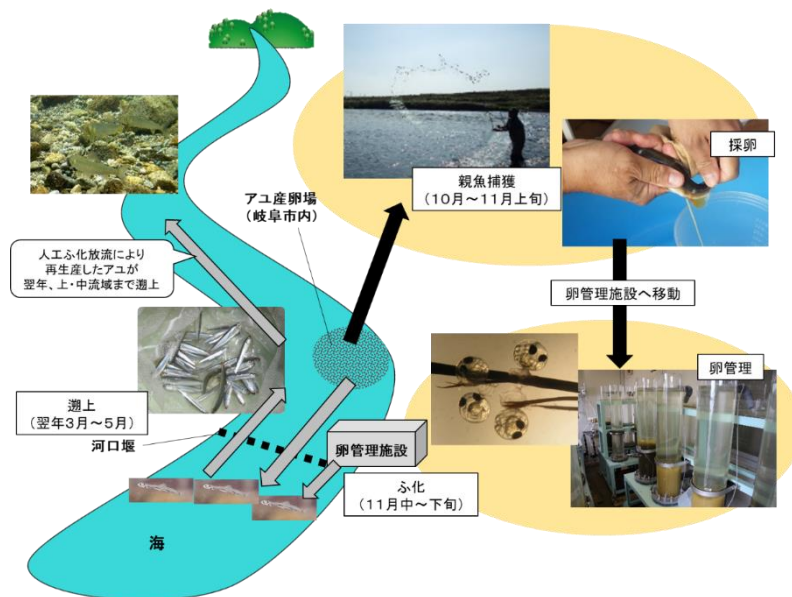 親魚捕獲
(10月～11月上旬)
採卵
アユ産卵場
(岐阜市内)
人工ふ化放流により
再生産したアユが
翌年、上・中流域まで遡上
卵管理施設へ移動
卵管理
遡上
(翌年3月～5月)
河口堰
卵管理施設
ふ化
(11月中～下旬)
海